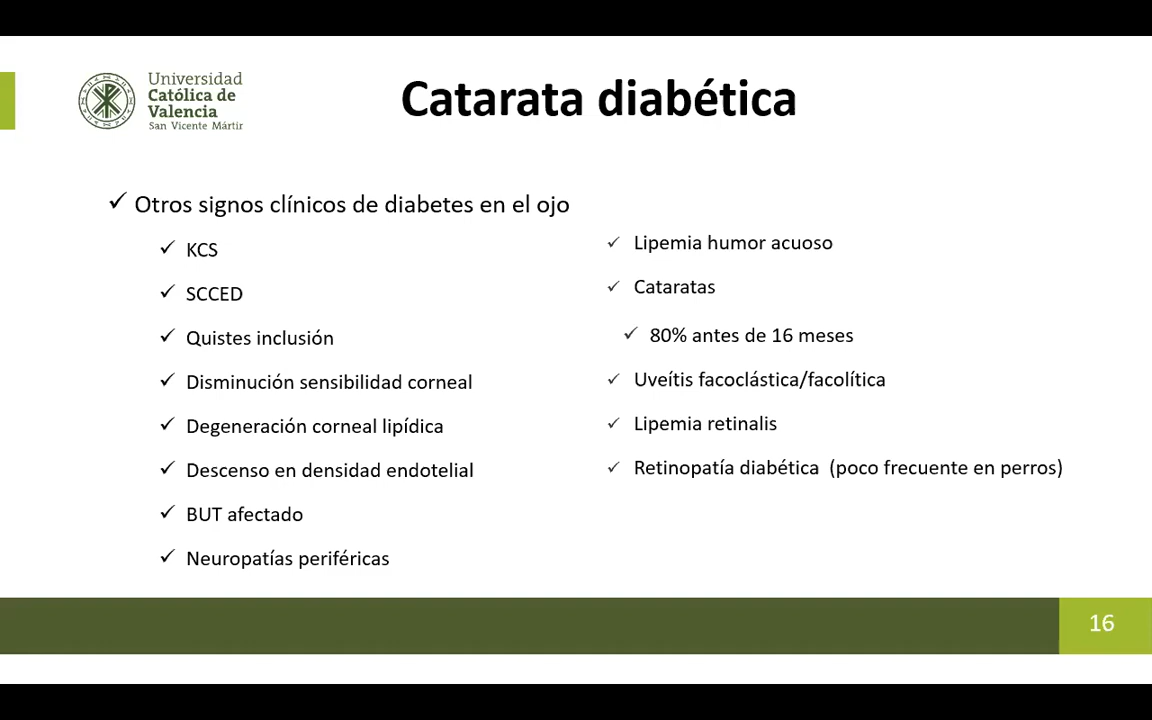 Universidad
Católica de
Valencia
San Vicente Mártir
Catarata diabética
Otros signos clínicos de diabetes en el ojo
KCS
SCCED
Quistes inclusión
Disminución sensibilidad corneal
Degeneración corneal lipídica
Descenso en densidad endotelial
BUT afectado
Neuropatías periféricas
Lipemia humor acuoso
Cataratas
80% antes de 16 meses
Uveítis facoclástica/facolítica
Lipemia retinalis
Retinopatía diabética (poco frecuente en perros)
16